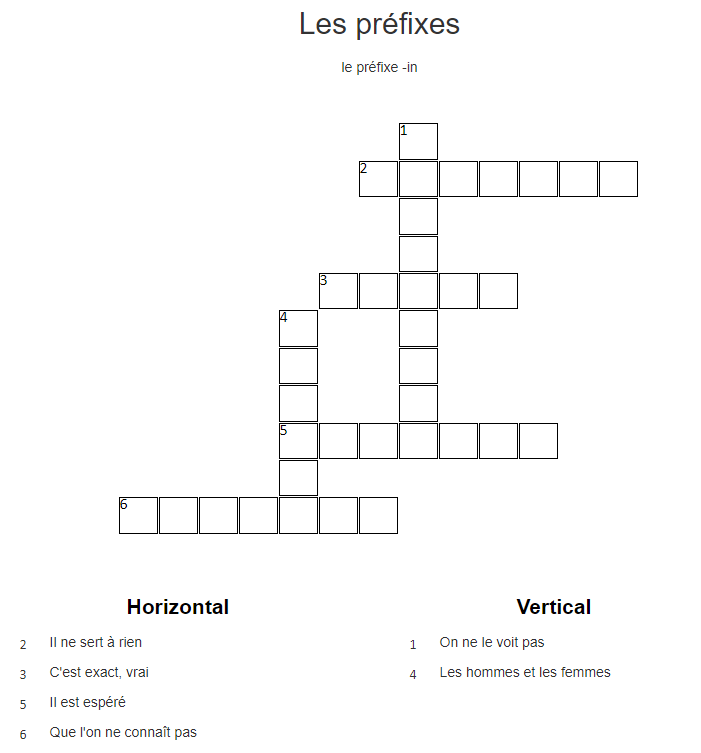 Les préfixes
le préfixe -in
1
2
3
4
5
6
Horizontal
2 Il ne sert à rien
3 C'est exact, vrai
5 Il est espéré
6 Que l'on ne connaît pas
Vertical
1 On ne le voit pas
4 Les hommes et les femmes